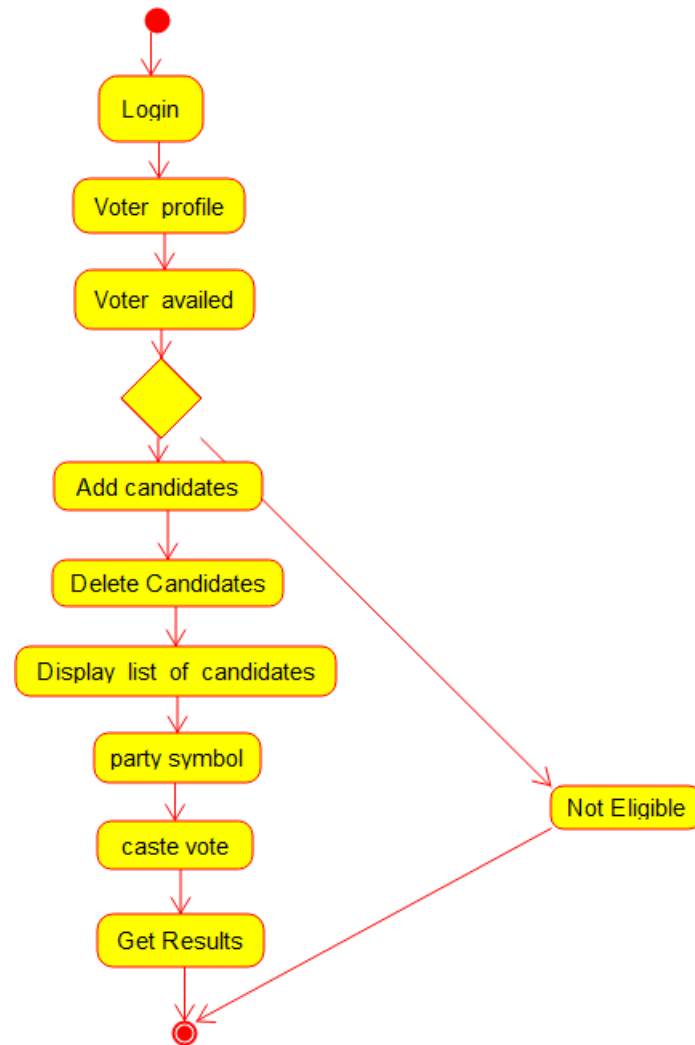 Login
Voter profile
Voter availed
Add candidates
Delete Candidates
Display list of candidates
party symbol
Not Eligible
caste vote
Get Results